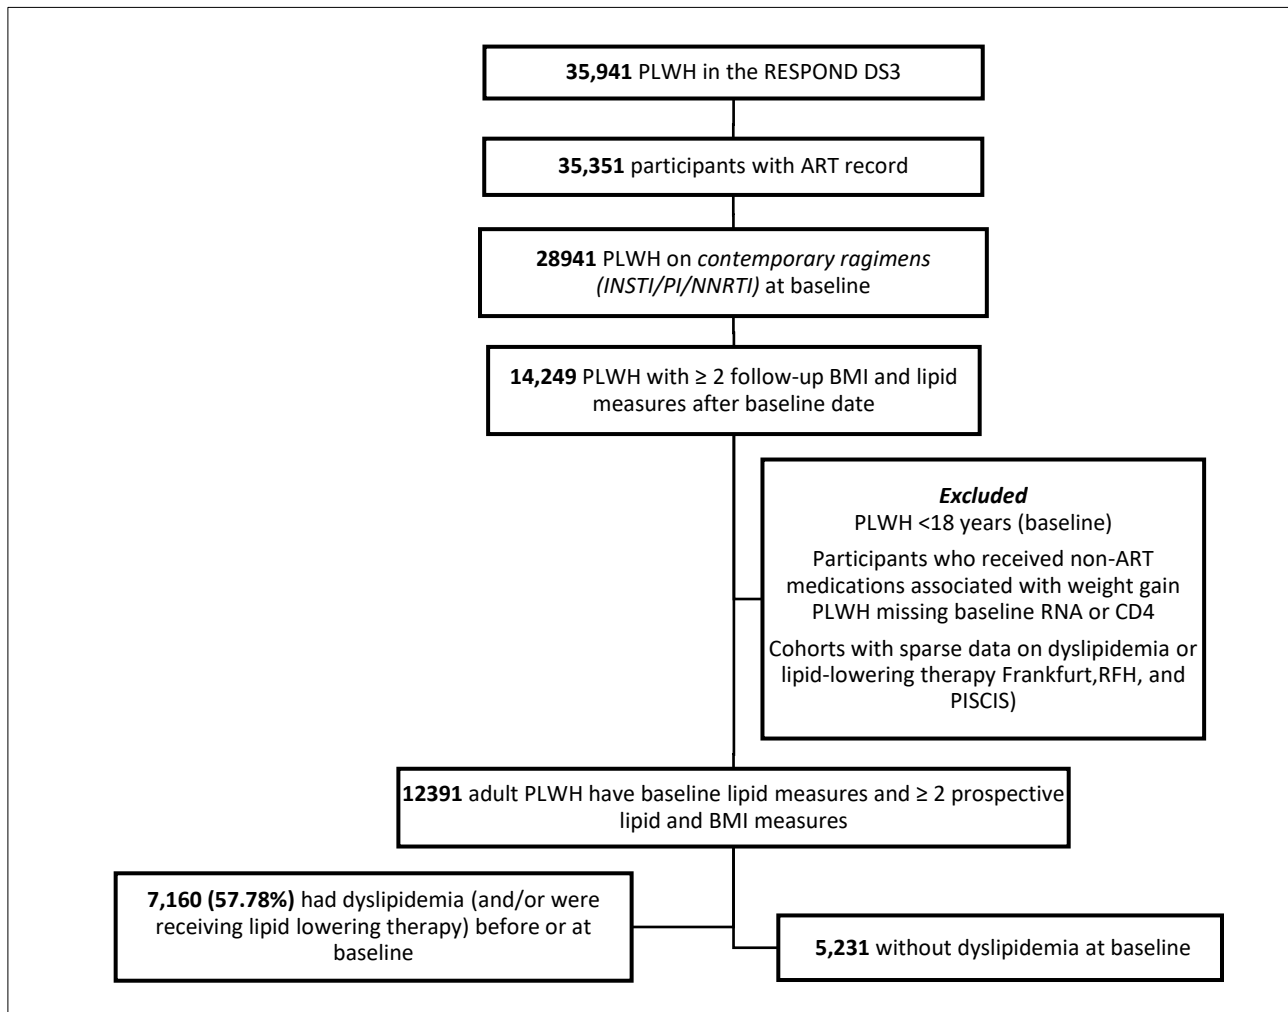 35,941 PLWH in the RESPOND DS3
35,351 participants with ART record
28941 PLWH on contemporary ragimens
(INSTI/PI/NNRTI) at baseline
14,249 PLWH with ≥ 2 follow-up BMI and lipid
measures after baseline date
Excluded
PLWH <18 years (baseline)
Participants who received non-ART
medications associated with weight gain
PLWH missing baseline RNA or CD4
Cohorts with sparse data on dyslipidemia or
lipid-lowering therapy Frankfurt,RFH, and
PISCIS)
12391 adult PLWH have baseline lipid measures and ≥ 2 prospective
lipid and BMI measures
7,160 (57.78%) had dyslipidemia (and/or were
receiving lipid lowering therapy) before or at
baseline
5,231 without dyslipidemia at baseline